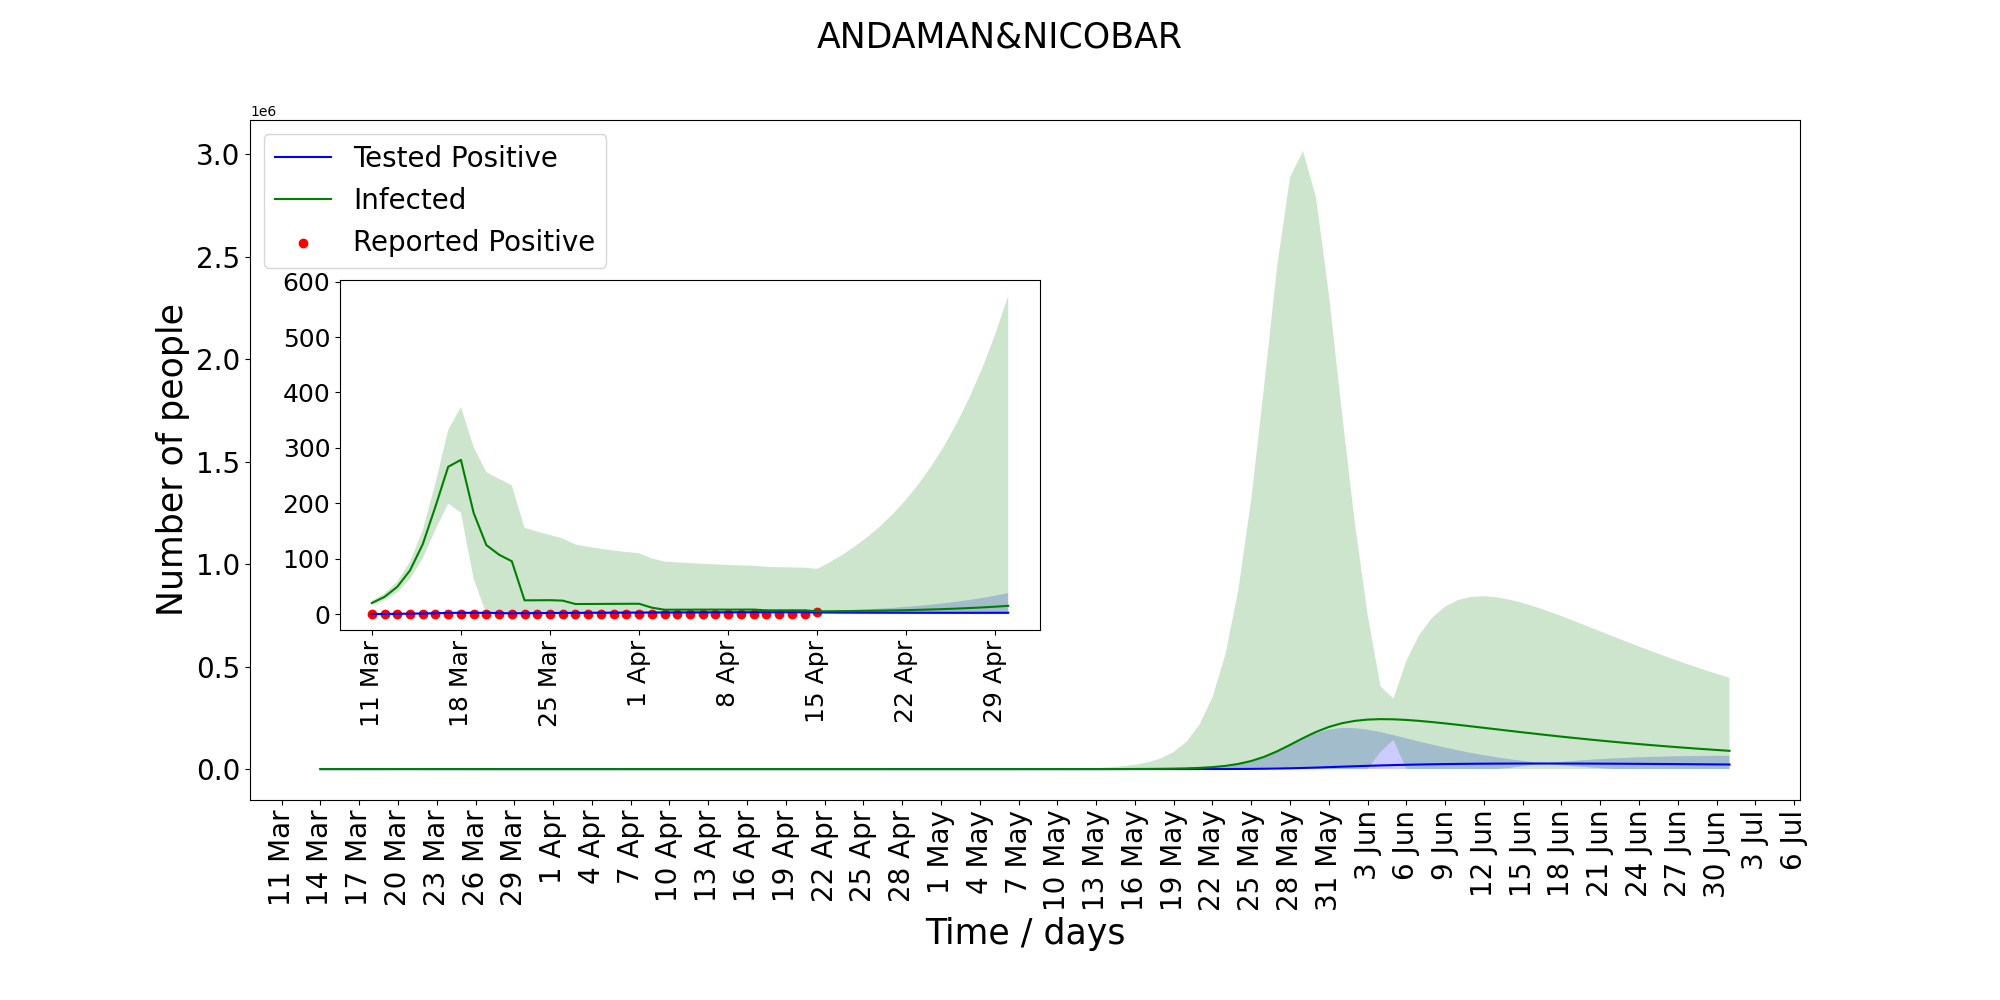 ANDAMAN&NICOBAR
1e6
3.0
2.5
2.0
1.5
1.0
0.5
0.0
Number of people
Tested Positive
Infected
Reported Positive
600
500
400
300
200
100
0
11 Mar
18 Mar
25 Mar
1 Apr
8 Apr
15 Apr
22 Apr
29 Apr
11 Mar
14 Mar
17 Mar
20 Mar
23 Mar
26 Mar
29 Mar
1 Apr
4 Apr
7 Apr
10 Apr
13 Apr
16 Apr
19 Apr
22 Apr
25 Apr
28 Apr
1 May
4 May
7 May
10 May
13 May
16 May
19 May
22 May
25 May
28 May
31 May
3 Jun
6 Jun
9 Jun
12 Jun
15 Jun
18 Jun
21 Jun
24 Jun
27 Jun
30 Jun
3 Jul
6 Jul
Time / days